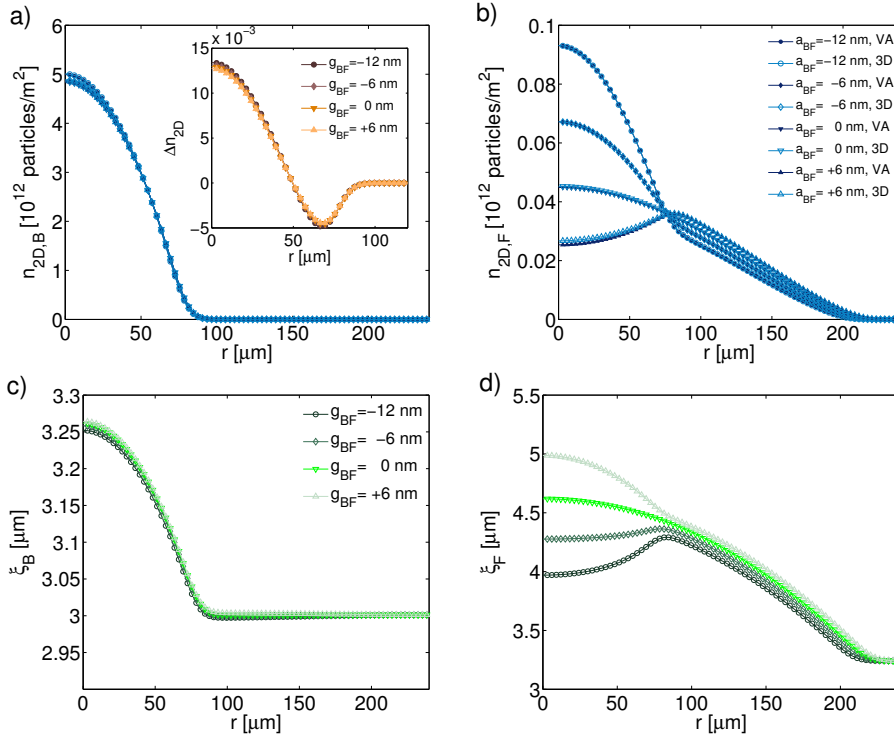 a)
6
5
4
3
2
1
0
0
50
100
150
200
r [μm]
n2D,B [10^12 particles/m^2]
15
10
5
0
−5
x 10^−3
0
50
100
r [μm]
Δn2D
gBF=−12 nm
gBF= −6 nm
gBF= 0 nm
gBF= +6 nm
b)
0.1
0.08
0.06
0.04
0.02
0
0
50
100
150
200
r [μm]
n2D,F [10^12 particles/m^2]
aBF=−12 nm, VA
aBF=−12 nm, 3D
aBF= −6 nm, VA
aBF= −6 nm, 3D
aBF= 0 nm, VA
aBF= 0 nm, 3D
aBF= +6 nm, VA
aBF= +6 nm, 3D
c)
3.3
3.25
3.2
3.15
3.1
3.05
3
2.95
0
50
100
150
200
r [μm]
ξB [μm]
gBF=−12 nm
gBF= −6 nm
gBF= 0 nm
gBF= +6 nm
d)
5.5
5
4.5
4
3.5
3
0
50
100
150
200
r [μm]
ξF [μm]